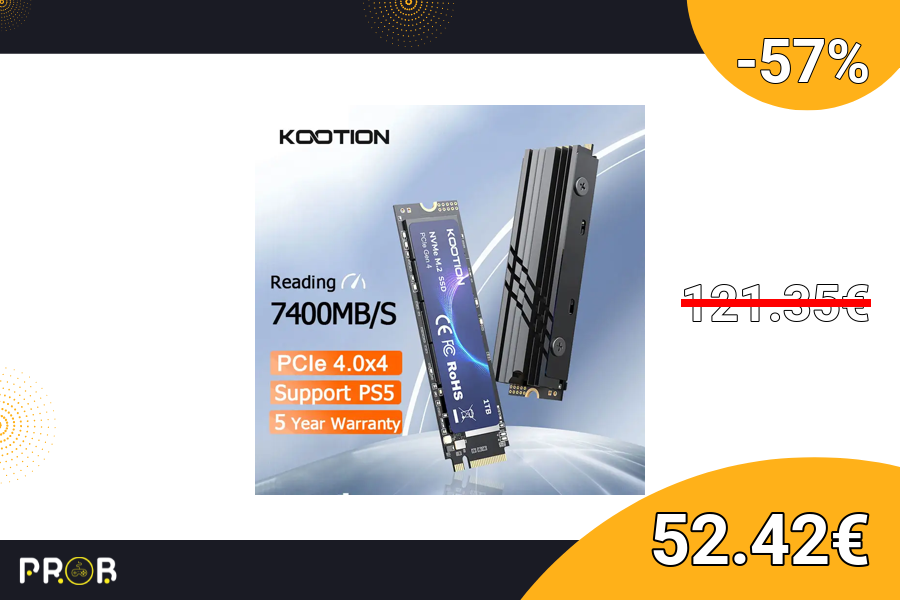 -57%
KOOTION
KOOTION
NVMe M.2 SSD
PCIe Gen 4
CE FC RoHS
1TB
Reading
7400MB/S
PCIe 4.0x4
Support PS5
5 Year Warranty
121.35€
52.42€
PROB